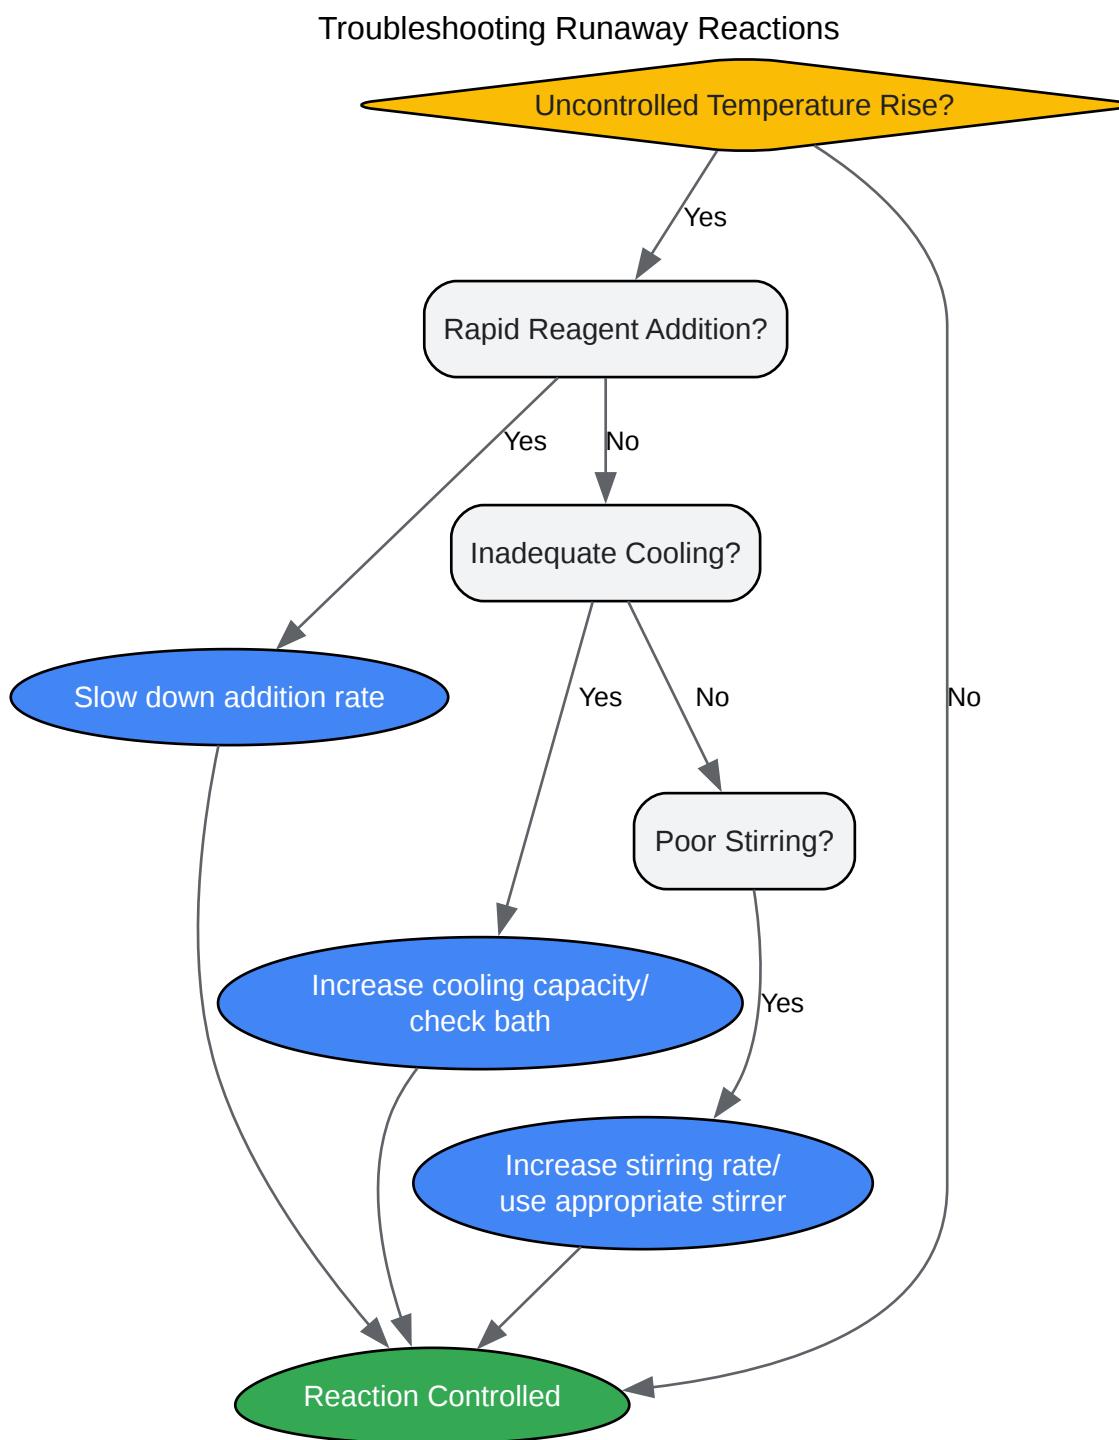 Troubleshooting Runaway Reactions
Uncontrolled Temperature Rise?
Yes
Rapid Reagent Addition?
Yes
No
Inadequate Cooling?
Slow down addition rate
Yes
No
No
Poor Stirring?
Increase cooling capacity/
check bath
Yes
Increase stirring rate/
use appropriate stirrer
Reaction Controlled